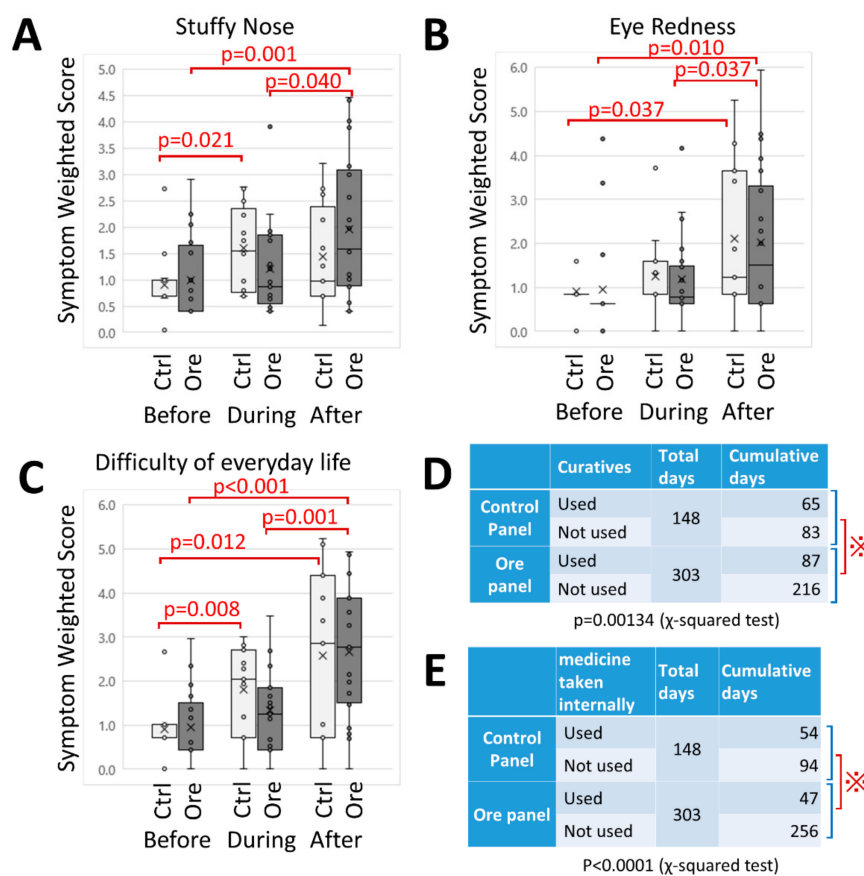 A
Stuffy Nose
p=0.001
p=0.040
p=0.021
Symptom Weighted Score
5.0
4.5
4.0
3.5
3.0
2.5
2.0
1.5
1.0
0.5
0.0
Ctrl Ore Ctrl Ore Ctrl Ore
Before During After
B
Eye Redness
p=0.010
p=0.037
p=0.037
Symptom Weighted Score
6.0
5.0
4.0
3.0
2.0
1.0
0.0
Ctrl Ore Ctrl Ore Ctrl Ore
Before During After
C
Difficulty of everyday life
p<0.001
p=0.001
p=0.012
p=0.008
Symptom Weighted Score
6.0
5.0
4.0
3.0
2.0
1.0
0.0
Ctrl Ore Ctrl Ore Ctrl Ore
Before During After
D
Curatives Total days Cumulative days
Control Panel Used 148 65
Not used 83
Ore panel Used 303 87
Not used 216
※
p=0.00134 (χ-squared test)
E
medicine taken internally Total days Cumulative days
Control Panel Used 148 54
Not used 94
Ore panel Used 303 47
Not used 256
※
P<0.0001 (χ-squared test)